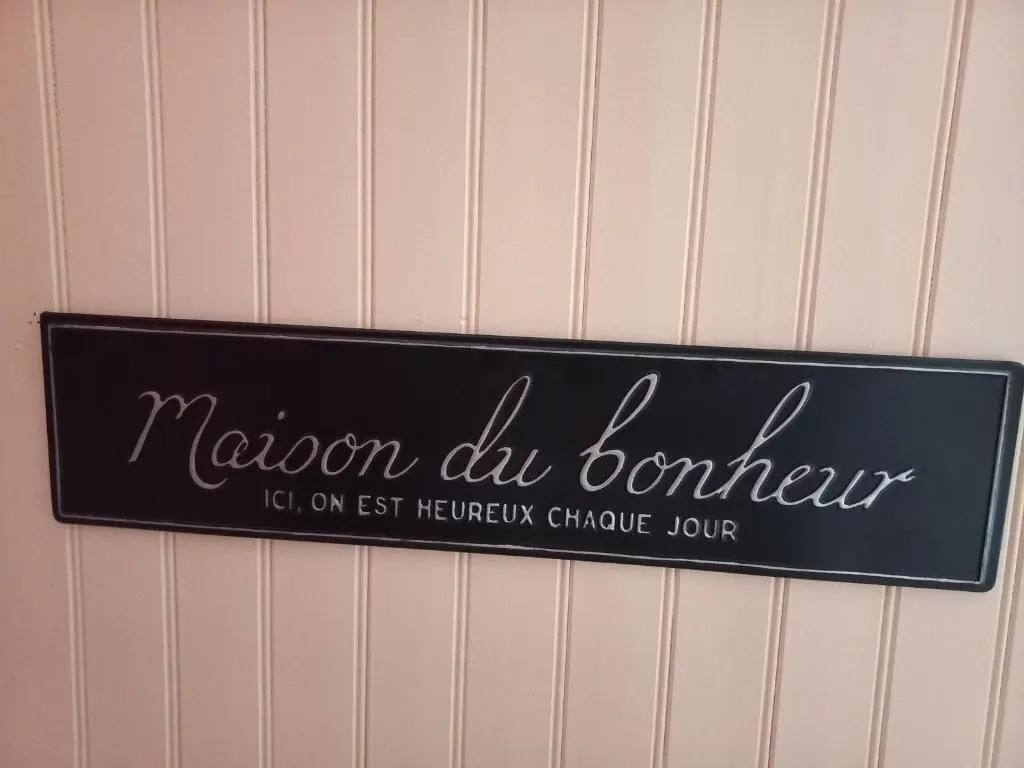 Maison du bonheur
ICI, ON EST HEUREUX CHAQUE JOUR